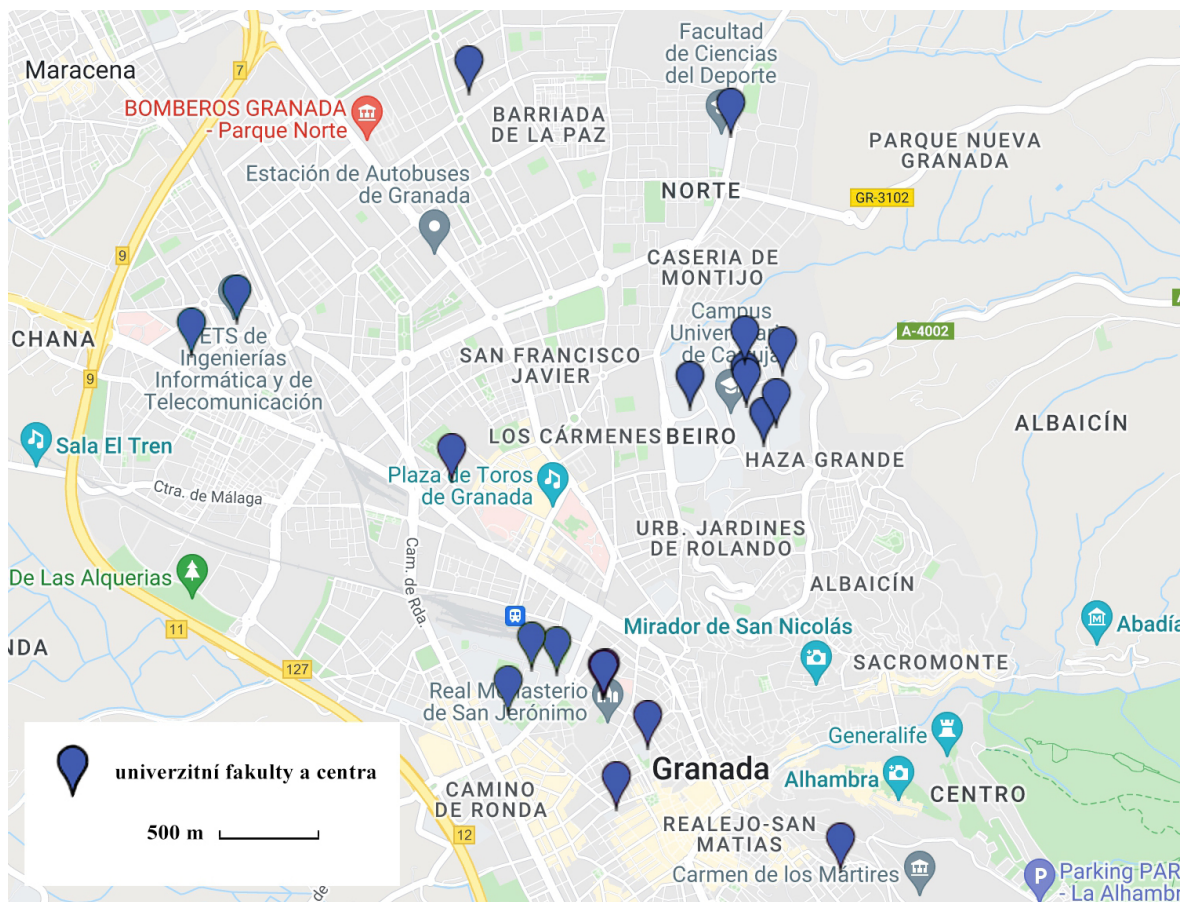 Maracena
7
BOMBEROS GRANADA
- Parque Norte
BARRIADA
DE LA PAZ
Facultad
de Ciencias
del Deporte
PARQUE NUEVA
GRANADA
Estación de Autobuses
de Granada
NORTE
GR-3102
9
CASERIA DE
MONTIJO
CHANA
ETS de
Ingenierías
Informática y de
Telecomunicación
Campus
de
A-4002
A
SAN FRANCISCO
JAVIER
9
Sala El Tren
LOS CÁRMENES
BEIRO
ALBAICÍN
HAZA GRANDE
Plaza de Toros
de Granada
Ctra. de Málaga
Cam. de Rda.
URB. JARDINES
DE ROLANDO
De Las Alquerias
ALBAICÍN
11
Mirador de San Nicolás
Abadía
NDA
SACROMONTE
127
Real Monasterio
de San Jerónimo
Generalife
univerzitní fakulty a centra
Granada
Alhambra
CAMINO
DE RONDA
CENTRO
500 m
12
REALEJO-SAN
MATIAS
Carmen de los Mártires
P
Parking PAR
- La Alhambr
de